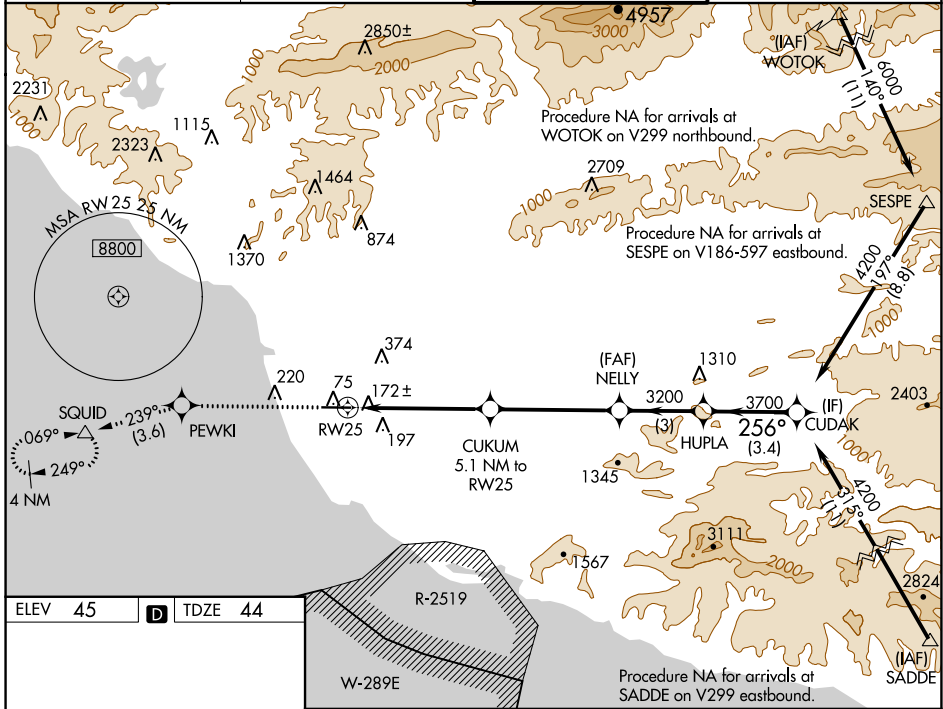 4957
3000
2850±
2000
1000
(IAF)
WOTOK
6000
140°
(11)
2231
1000
2323
1115
Procedure NA for arrivals at
WOTOK on V299 northbound.
1464
2709
1000
SESPE
MSA RW25 25 NM
8800
874
1370
Procedure NA for arrivals at
SESPE on V186-597 eastbound.
4200
197°
(8.8)
1000
374
(FAF)
NELLY
1310
220
75
172±
3200
(3)
3700
256°
(3.4)
(IF)
CUDAK
2403
SQUID
069°
249°
4 NM
239°
(3.6)
PEWKI
RW25
197
CUKUM
5.1 NM to
RW25
HUPLA
1345
1000
4200
315°
(11)
3111
2000
1567
2824
R-2519
W-289E
ELEV 45
D
TDZE 44
(IAF)
SADDE
Procedure NA for arrivals at
SADDE on V299 eastbound.